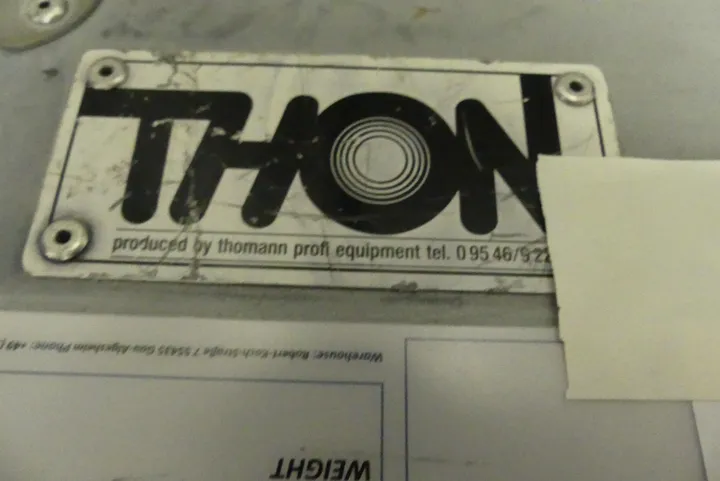 THON
produced by thomann profi equipment tel. 0 95 46/9 22
Warehouse: Robert-Koch-Straße 7 55435 Gau-Algesheim Phone: +49 (
WEIGHT